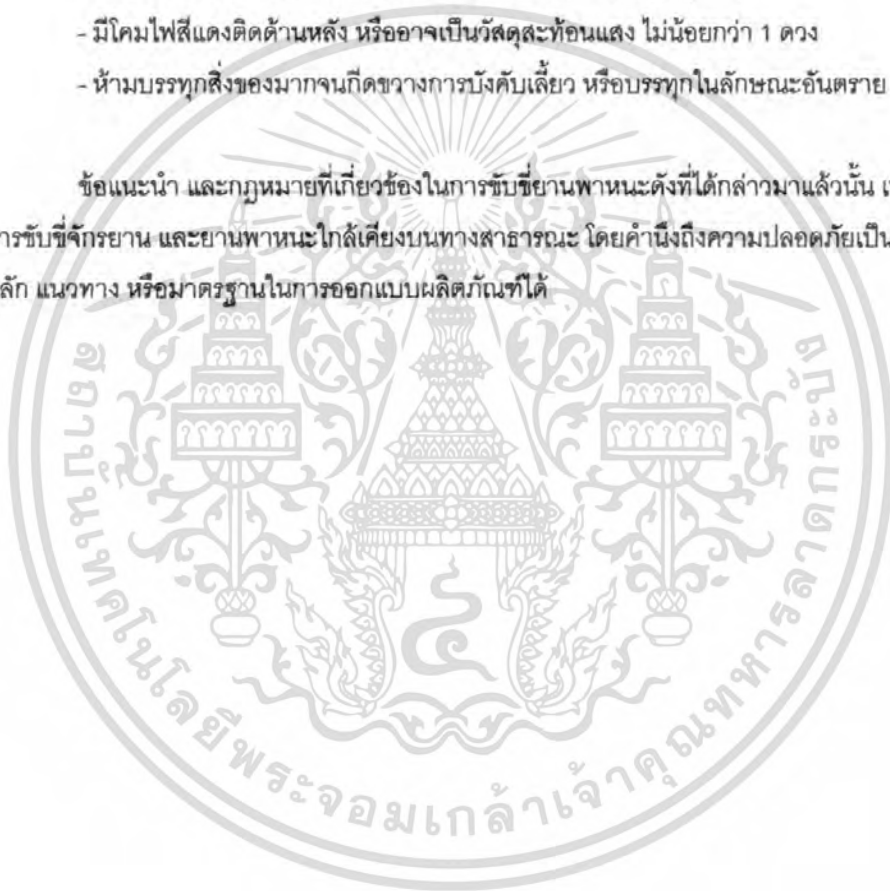 - มีโคมไฟสีแดงติดด้านหลัง หรืออาจเป็นวัสดุสะท้อนแสง ไม่น้อยกว่า 1 ดวง
- ห้ามบรรทุกสิ่งของมากจนกีดขวางการบังคับเลี้ยว หรือบรรทุกในลักษณะอันตราย
ข้อแนะนำ และกฎหมายที่เกี่ยวข้องในการขับขี่ยานพาหนะดังที่ได้กล่าวมาแล้วนั้น
ารขับขี่จักรยาน และยานพาหนะใกล้เคียงบนทางสาธารณะ โดยคำนึงถึงความปลอดภัยเป็น
ลัก แนวทาง หรือมาตรฐานในการออกแบบผลิตภัณฑ์ได้
สถาบันเทคโนโลยีพระจอมเกล้าเจ้าคุณทหารลาดกระบัง
๔